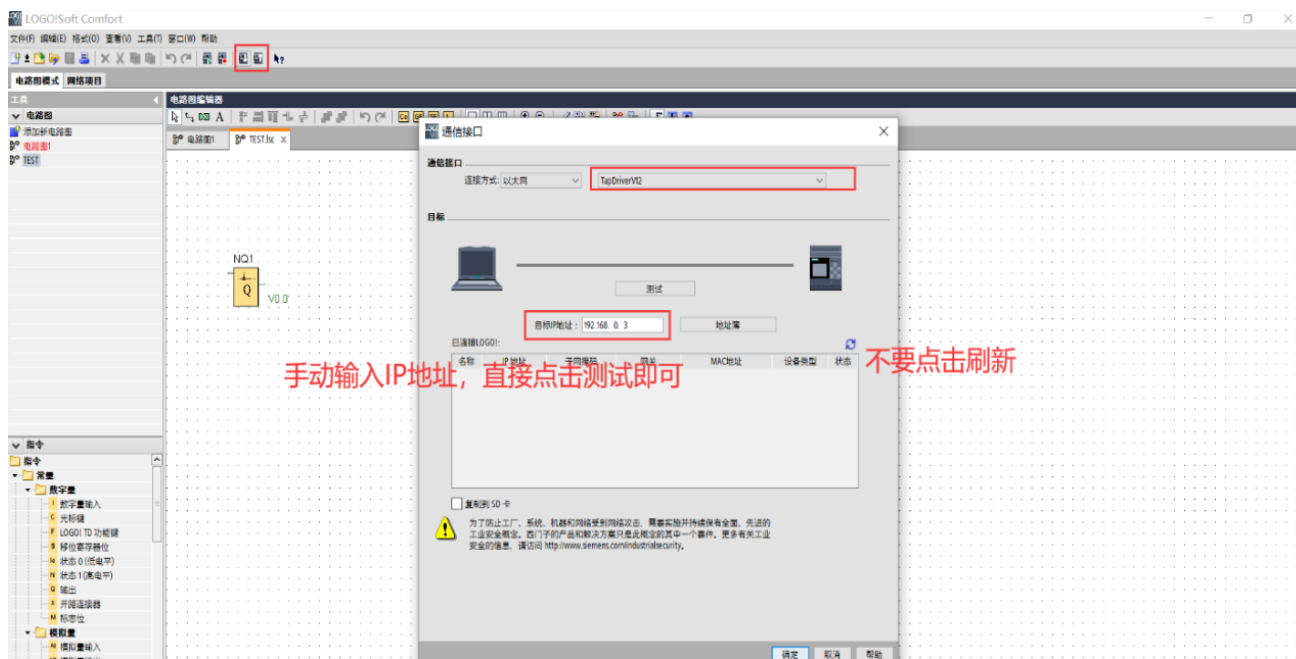 LOGO!Soft Comfort
文件(F) 编辑(E) 格式(O) 查看(V) 工具(T) 窗口(W) 帮助
电路图模式 网络项目
工具
电路图编辑器
电路图
添加新电路图
电路图1
TEST
电路图1 TEST.lsc X
NQ1
Q
V0.0
通信接口
通信接口
连接方式: 以太网 TapDriverVI2
目标
测试
目标IP地址: 192.168. 0. 3 地址簿
已连接LOGO!:
名称 IP 地址 子网掩码 网关 MAC地址 设备类型 状态
手动输入IP地址，直接点击测试即可
不要点击刷新
复制到 SD 卡
为了防止工厂、系统、机器和网络受到网络攻击，需要实施并持续保有全面、先进的
工业安全概念。西门子的产品和解决方案只是此概念的其中一个部件。更多有关工业
安全的信息，请访问 http://www.siemens.com/industrialsecurity。
确定 取消 帮助
指令
指令
常量
数字量
数字量输入
光标键
LOGO! TD 功能键
移位寄存器位
状态 0 (低电平)
状态 1 (高电平)
输出
开路连接器
标志位
模拟量
模拟量输入